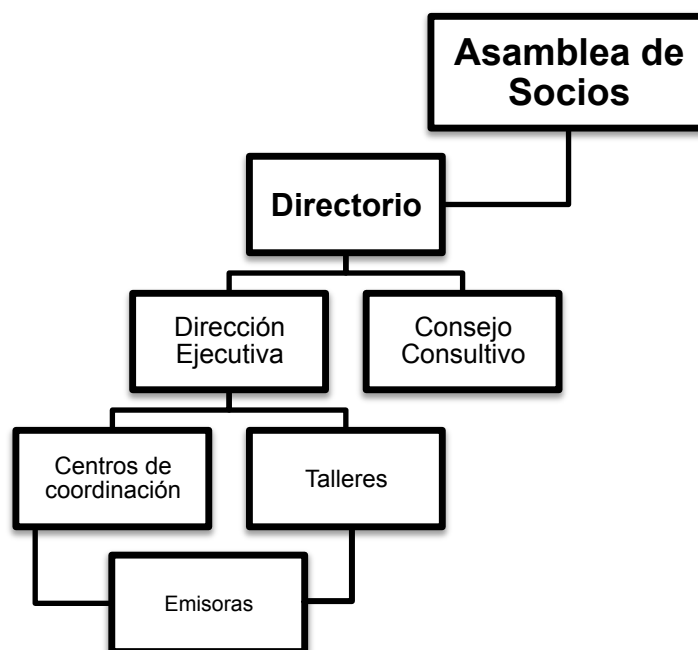 Asamblea de
Socios
Directorio
Dirección
Ejecutiva
Consejo
Consultivo
Centros de
coordinación
Talleres
Emisoras